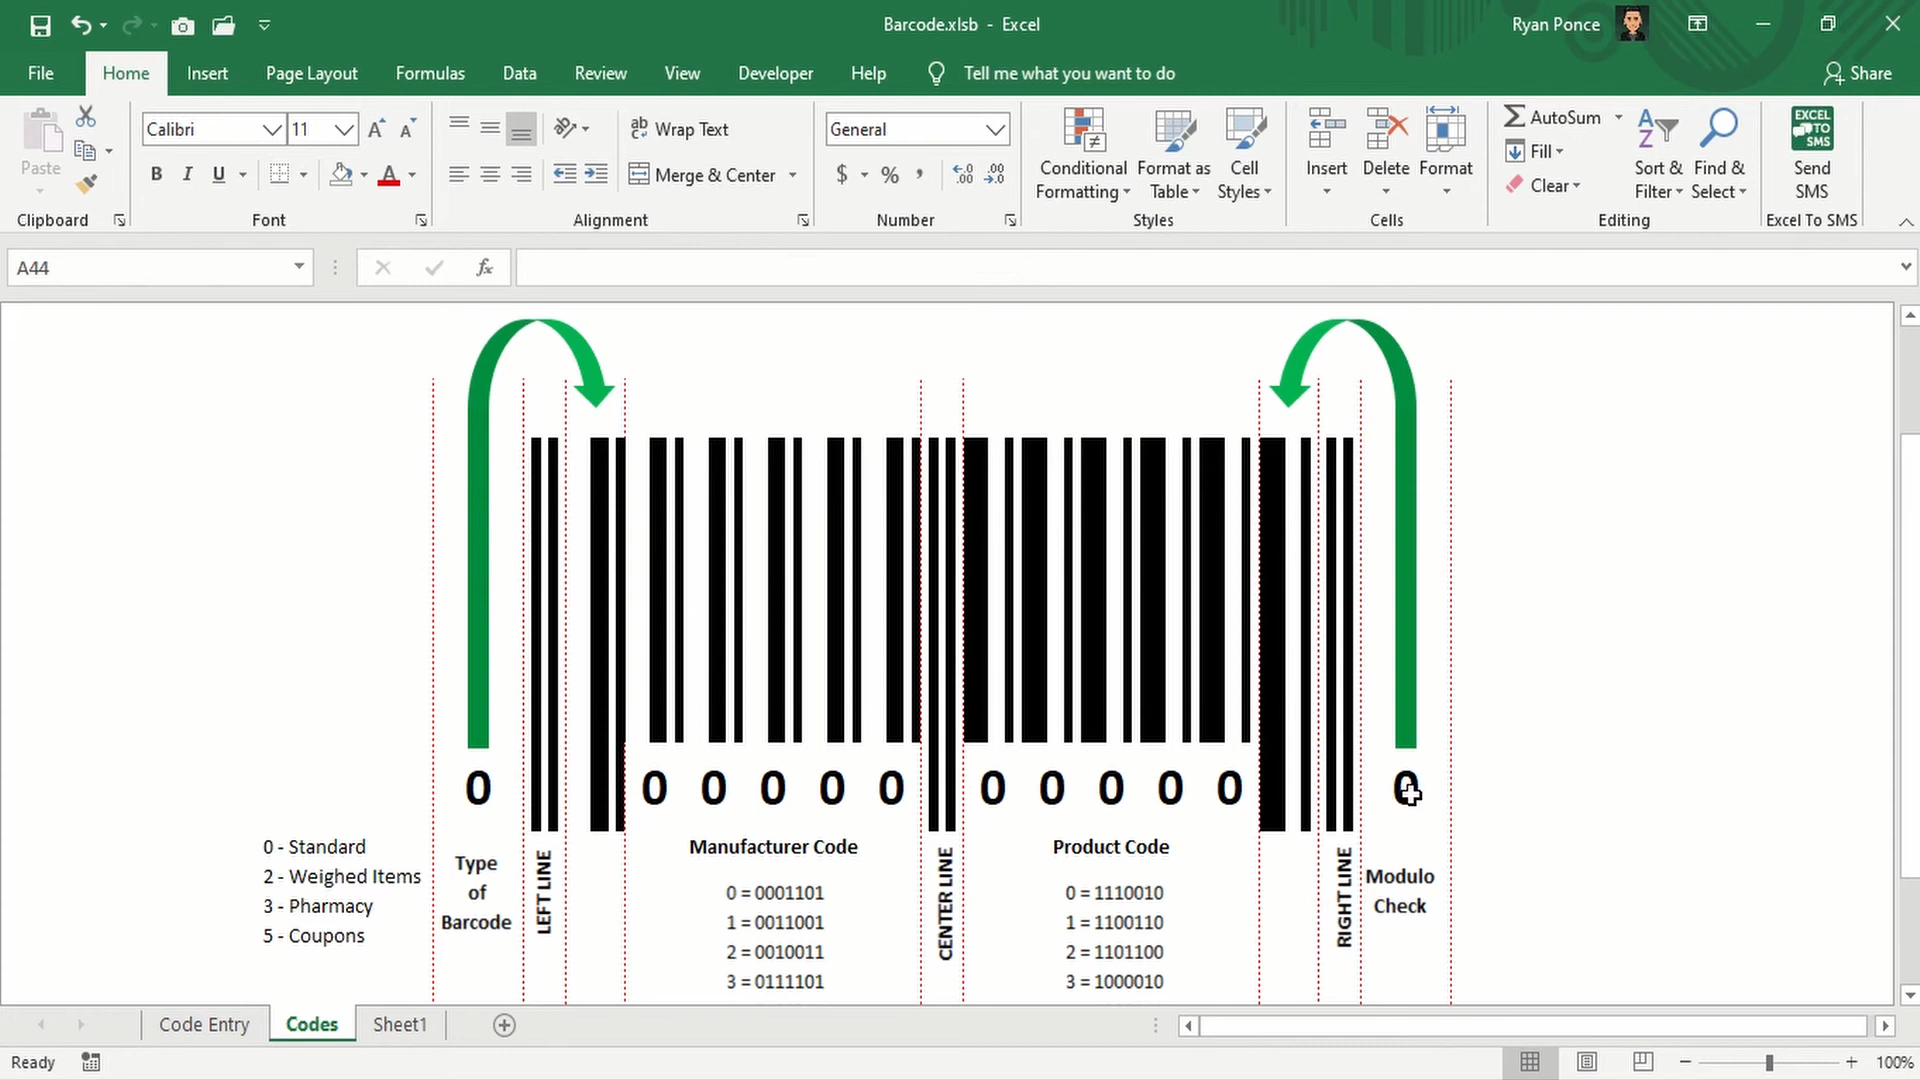 Barcode.xlsb - Excel
Ryan Ponce
File Home Insert Page Layout Formulas Data Review View Developer Help Tell me what you want to do Share
Calibri 11
ab Wrap Text
General
AutoSum
EXCEL TO SMS
Paste
Conditional Formatting
Format as Table
Cell Styles
Insert
Delete
Format
Fill
Sort & Filter
Find & Select
Send SMS
B I U A
Merge & Center
$ % ,
Clear
Clipboard Font Alignment Number Styles Cells Editing Excel To SMS
A44
fx
0 0 0 0 0 0 0 0 0 0 0 0
0 - Standard
2 - Weighed Items
3 - Pharmacy
5 - Coupons
Type
of
Barcode
LEFT LINE
Manufacturer Code
0 = 0001101
1 = 0011001
2 = 0010011
3 = 0111101
CENTER LINE
Product Code
0 = 1110010
1 = 1100110
2 = 1101100
3 = 1000010
RIGHT LINE
Modulo
Check
Code Entry Codes Sheet1
Ready
100%